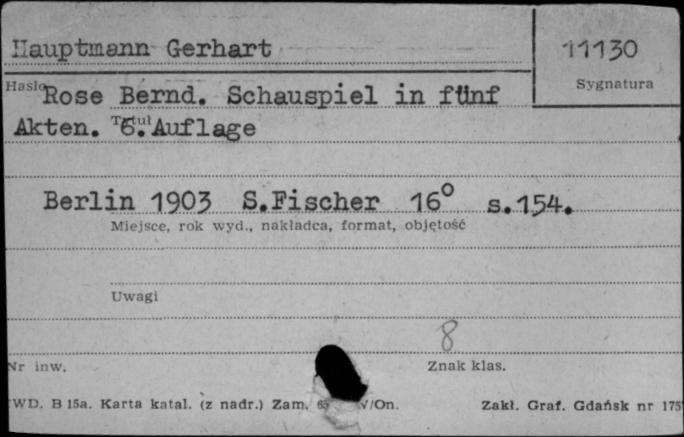 Hauptmann Gerhart
11130
Hasło
Sygnatura
Rose Bernd. Schauspiel in fünf
Akten. 6. Auflage
Tytuł
Berlin 1903 S.Fischer 16° s.154.
Miejsce, rok wyd., nakładca, format, objętość
Uwagi
8
Nr inw.
Znak klas.
WD. B 15a. Karta katal. (z nadr.) Zam. 65 V/On.
Zakł. Graf. Gdańsk nr 175